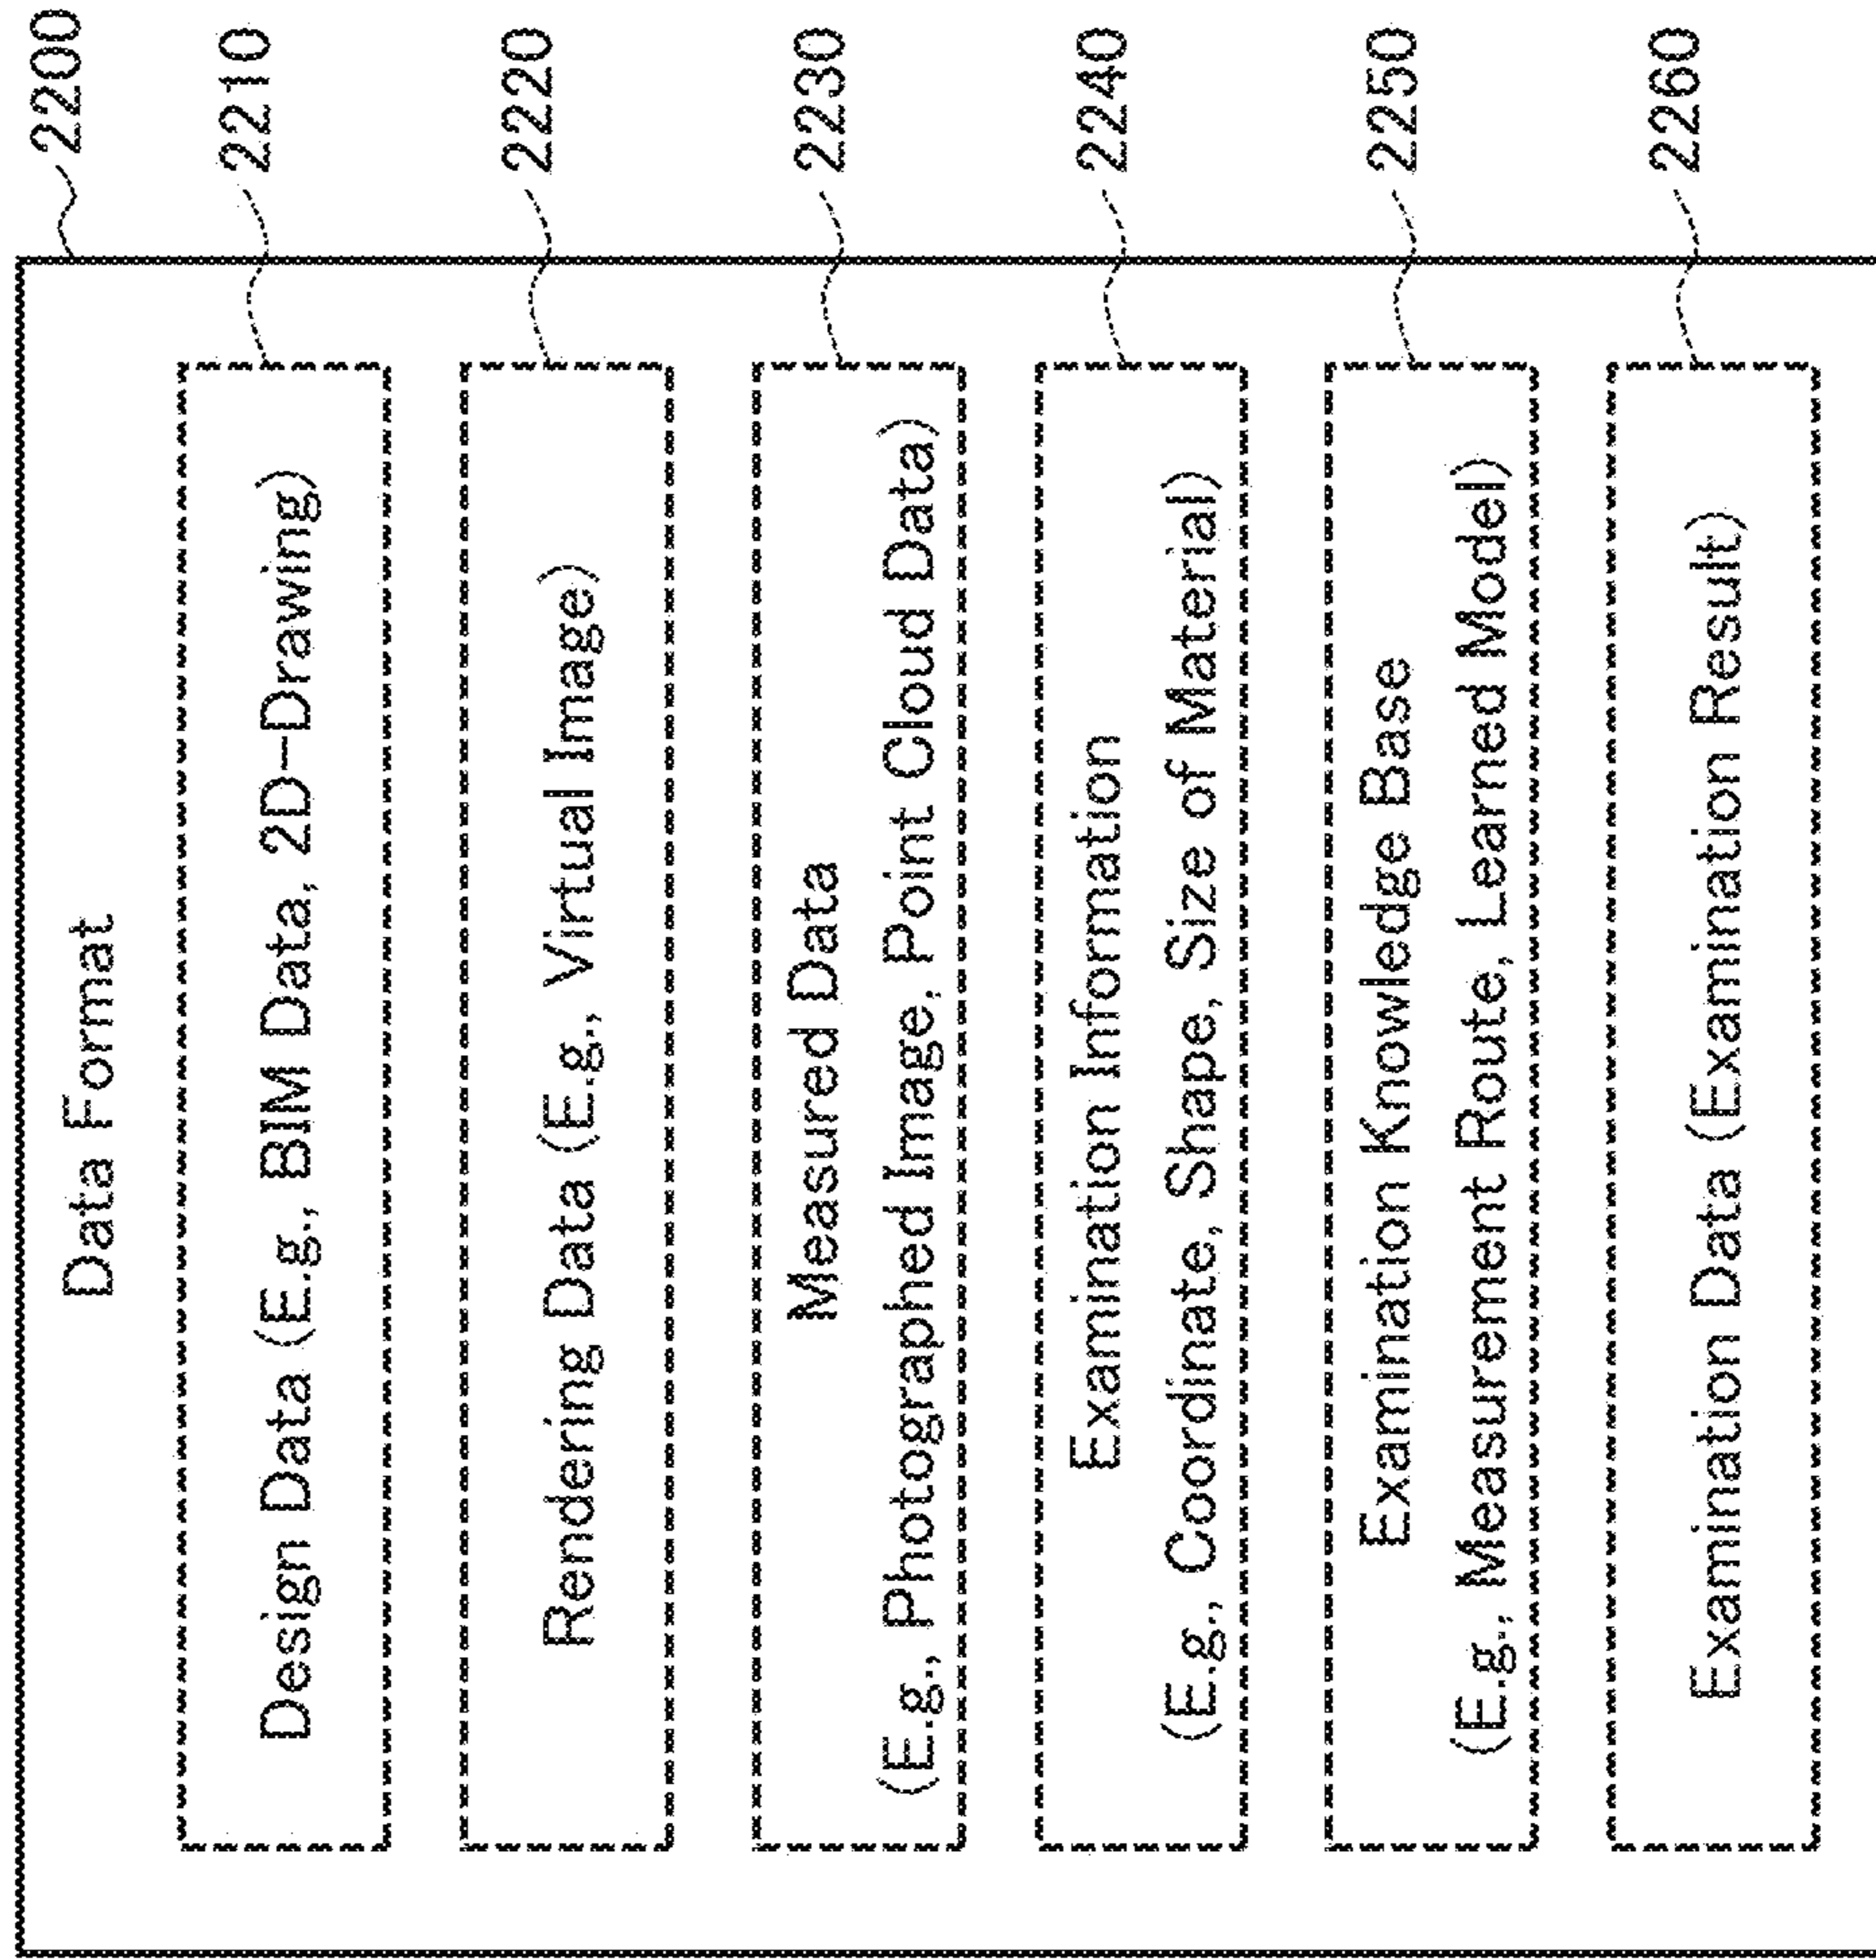 Data Format
2200
Design Data (E.g., BIM Data, 2D-Drawing)
2210
Rendering Data (E.g., Virtual Image)
2220
Measured Data
(E.g., Photographed Image, Point Cloud Data)
2230
Examination Information
(E.g., Coordinate, Shape, Size of Material)
2240
Examination Knowledge Base
(E.g., Measurement Route, Learned Model)
2250
Examination Data (Examination Result)
2260